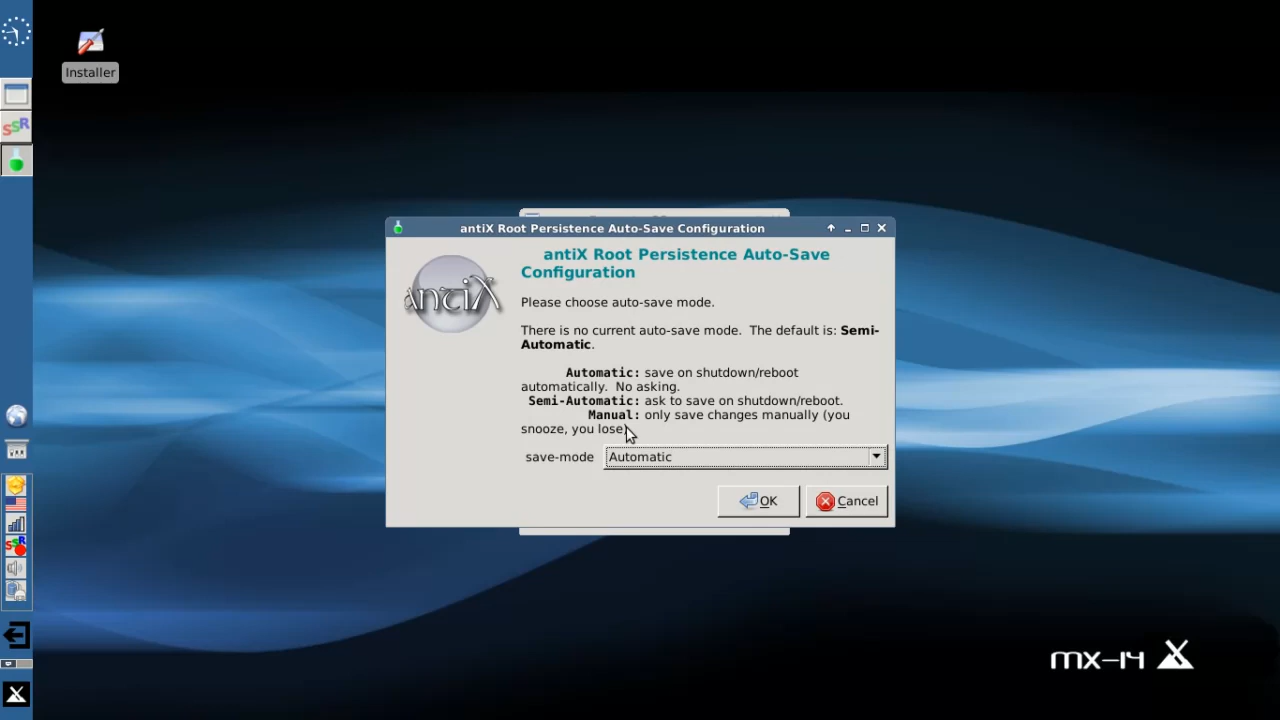 Installer
antiX Root Persistence Auto-Save Configuration
antiX Root Persistence Auto-Save
Configuration
antiX
Please choose auto-save mode.
There is no current auto-save mode. The default is: Semi-
Automatic.
Automatic: save on shutdown/reboot
automatically. No asking.
Semi-Automatic: ask to save on shutdown/reboot.
Manual: only save changes manually (you
snooze, you lose)
save-mode Automatic
OK Cancel
SSR
SSR
mx-14